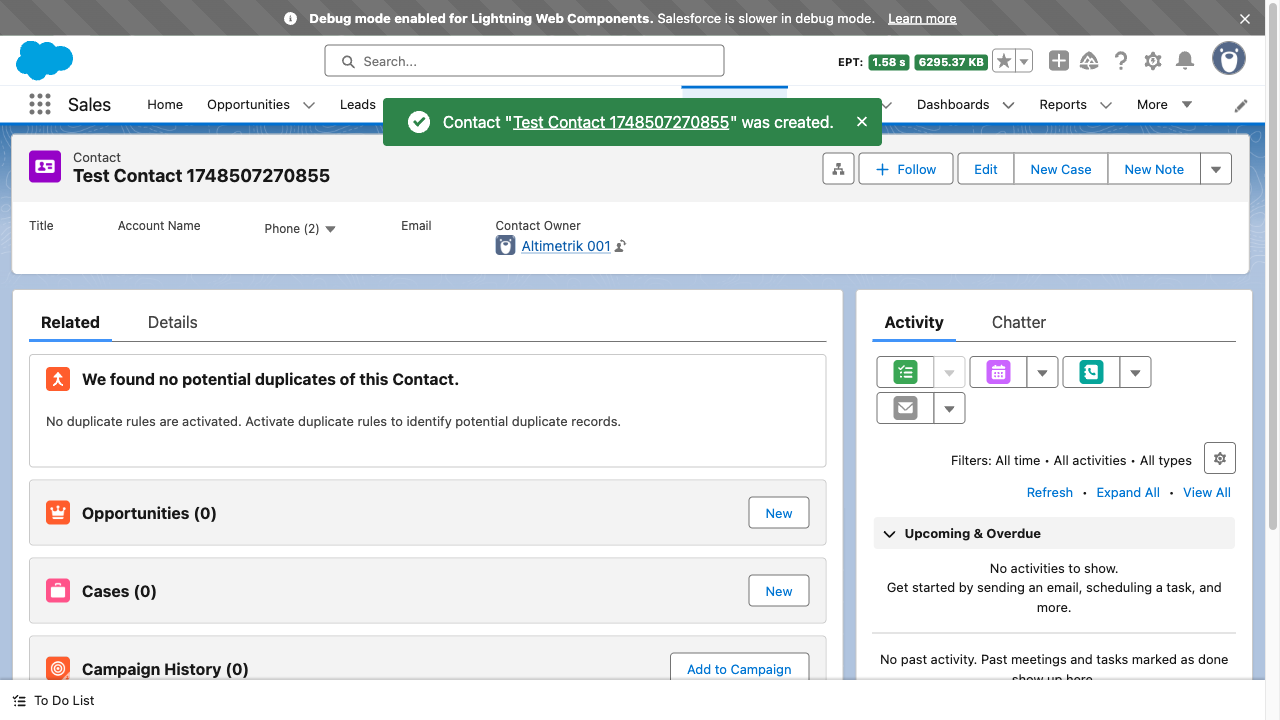 Debug mode enabled for Lightning Web Components. Salesforce is slower in debug mode. Learn more
Search...
EPT: 1.58 s 6295.37 KB
Sales Home Opportunities Leads Dashboards Reports More
Contact "Test Contact 1748507270855" was created.
Contact
Test Contact 1748507270855
Follow Edit New Case New Note
Title Account Name Phone (2) Email Contact Owner
Altimetrik 001
Related Details
We found no potential duplicates of this Contact.
No duplicate rules are activated. Activate duplicate rules to identify potential duplicate records.
Opportunities (0) New
Cases (0) New
Campaign History (0) Add to Campaign
Activity Chatter
Filters: All time • All activities • All types
Refresh • Expand All • View All
Upcoming & Overdue
No activities to show.
Get started by sending an email, scheduling a task, and
more.
No past activity. Past meetings and tasks marked as done
show up here.
To Do List